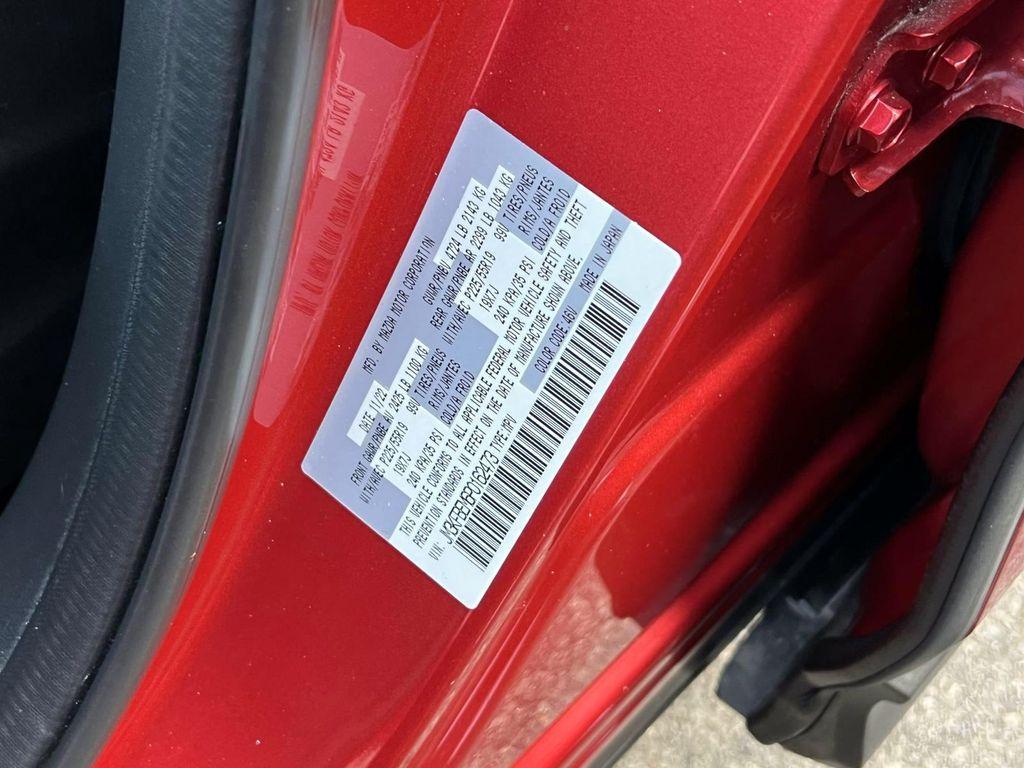 MFD. BY MAZDA MOTOR CORPORATION
DATE 11/22 GVWR/PNBV 4724 LB 2143 KG
FRONT GAWR/PNBE AV 2425 LB 1100 KG REAR GAWR/PNBE AR 2299 LB 1043 KG
WITH/AVEC P225/55R19 99V TIRES/PNEUS WITH/AVEC P225/55R19 99V TIRES/PNEUS
19X7J RIMS/JANTES 19X7J RIMS/JANTES
240 KPA/35 PSI COLD/A FROID 240 KPA/35 PSI COLD/A FROID
THIS VEHICLE CONFORMS TO ALL APPLICABLE FEDERAL MOTOR VEHICLE SAFETY AND THEFT
PREVENTION STANDARDS IN EFFECT ON THE DATE OF MANUFACTURE SHOWN ABOVE.
VIN: TYPE:MPV COLOR CODE 46V MADE IN JAPAN